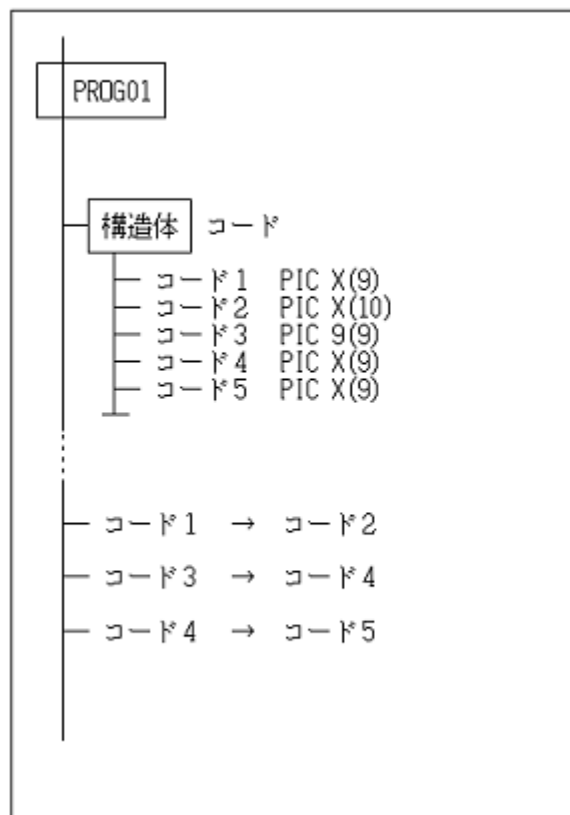 PROG01
構造体 コード
コード1 PIC X(9)
コード2 PIC X(10)
コード3 PIC 9(9)
コード4 PIC X(9)
コード5 PIC X(9)
コード1 → コード2
コード3 → コード4
コード4 → コード5